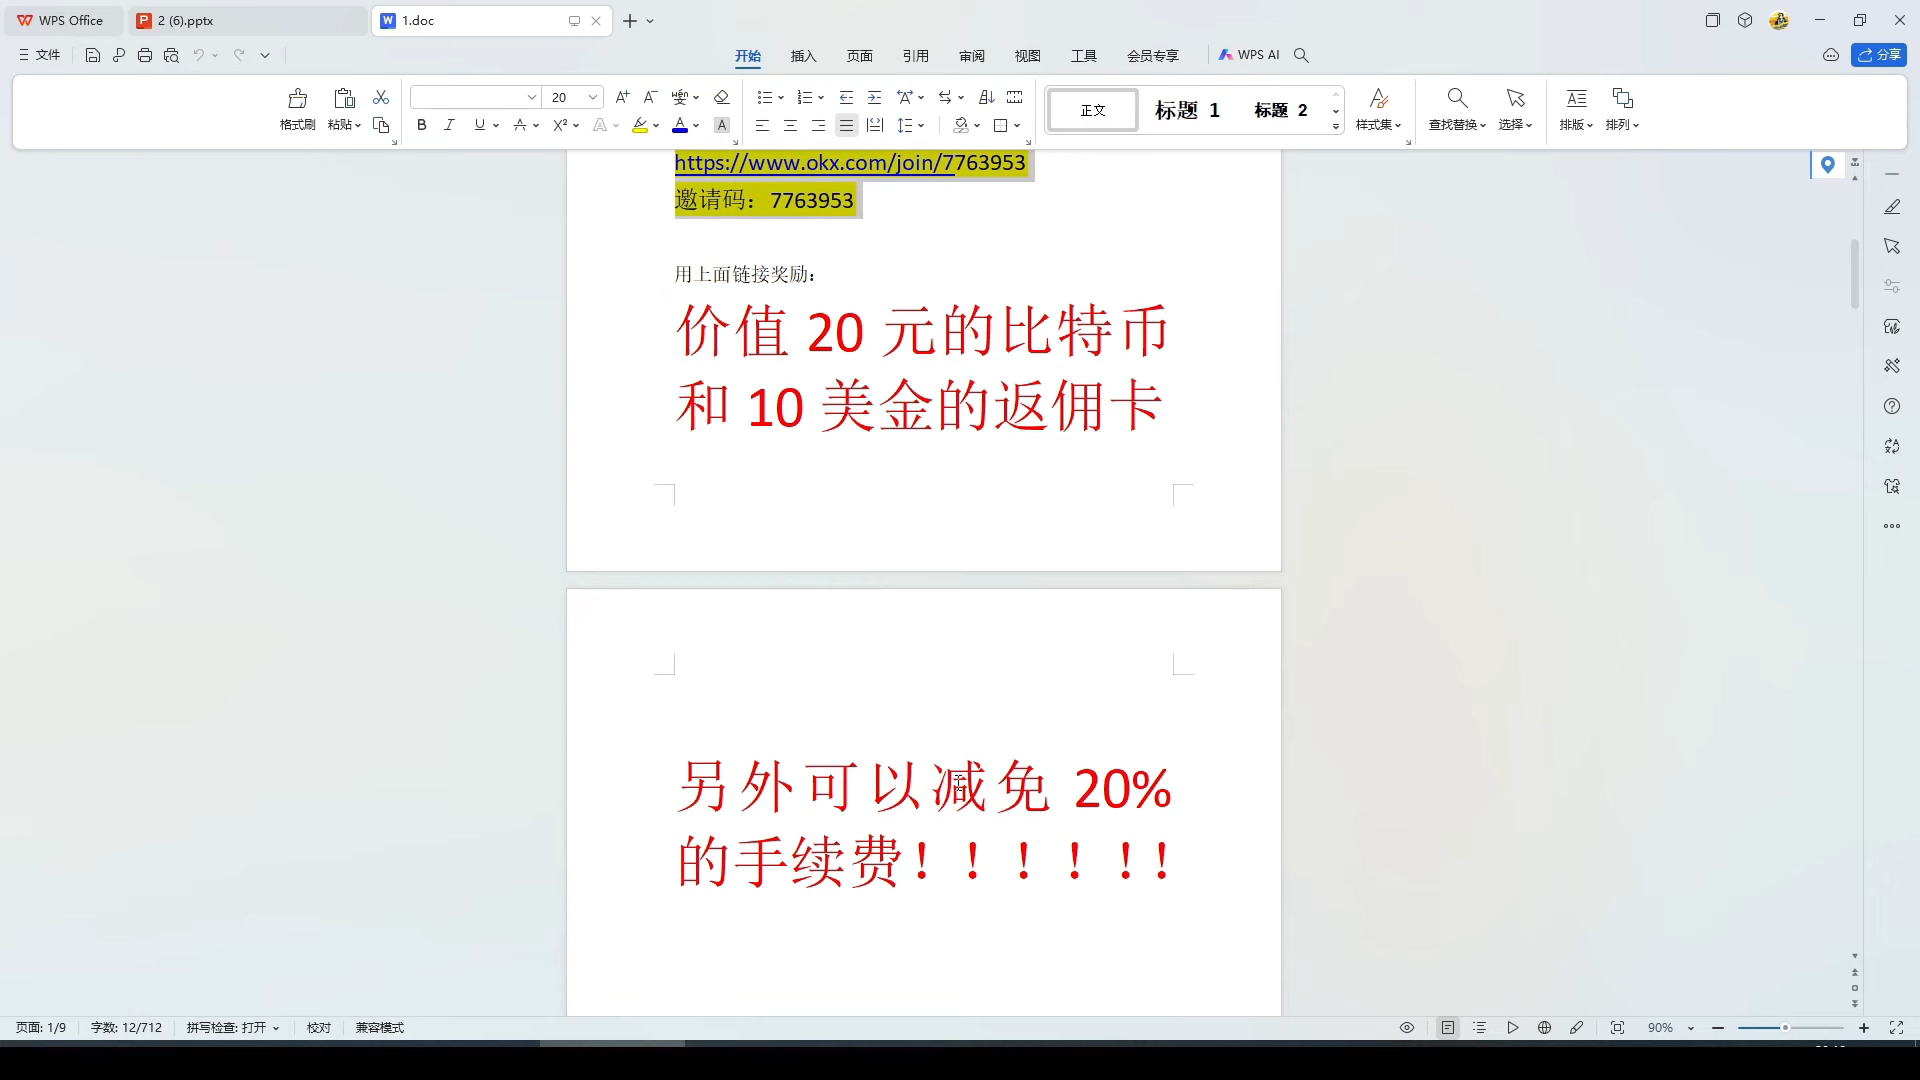 WPS Office
2 (6).pptx
1.doc
文件
开始
插入
页面
引用
审阅
视图
工具
会员专享
WPS AI
分享
格式刷
粘贴
20
正文
标题 1
标题 2
样式集
查找替换
选择
排版
排列
https://www.okx.com/join/7763953
邀请码：7763953
用上面链接奖励：
价值 20 元的比特币
和 10 美金的返佣卡
另外可以减免 20%
的手续费！！！！！！
页面: 1/9
字数: 12/712
拼写检查: 打开
校对
兼容模式
90%